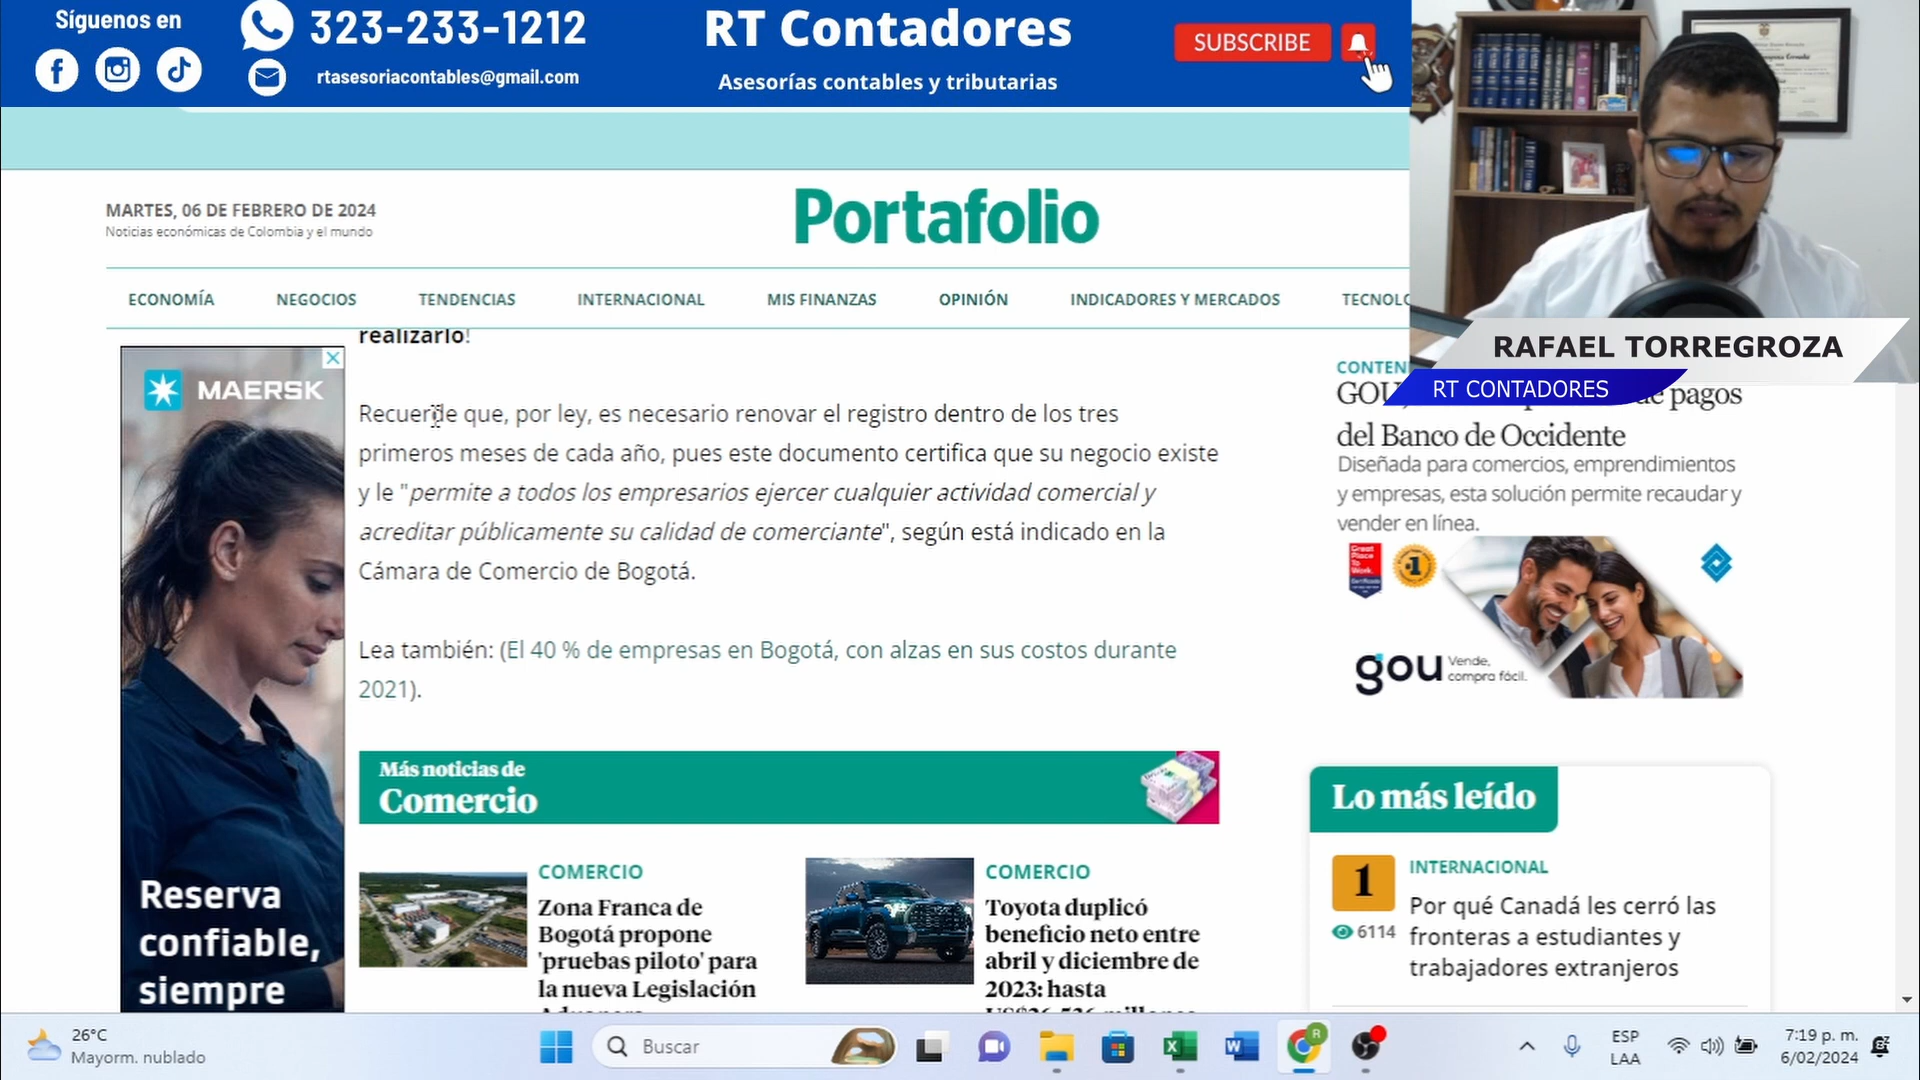 Síguenos en
323-233-1212
rtasesoriacontables@gmail.com
RT Contadores
Asesorías contables y tributarias
SUBSCRIBE
MARTES, 06 DE FEBRERO DE 2024
Noticias económicas de Colombia y el mundo
Portafolio
ECONOMÍA NEGOCIOS TENDENCIAS INTERNACIONAL MIS FINANZAS OPINIÓN INDICADORES Y MERCADOS TECNOLO
RAFAEL TORREGROZA
RT CONTADORES
realizarlo!
MAERSK
Recuerde que, por ley, es necesario renovar el registro dentro de los tres
primeros meses de cada año, pues este documento certifica que su negocio existe
y le "permite a todos los empresarios ejercer cualquier actividad comercial y
acreditar públicamente su calidad de comerciante", según está indicado en la
Cámara de Comercio de Bogotá.
Lea también: (El 40 % de empresas en Bogotá, con alzas en sus costos durante
2021).
Reserva
confiable,
siempre
CONTEN
GOU, de pagos
del Banco de Occidente
Diseñada para comercios, emprendimientos
y empresas, esta solución permite recaudar y
vender en línea.
Great
Place
To
Work.
#1
gou
Vende,
compra fácil.
Más noticias de
Comercio
COMERCIO
Zona Franca de
Bogotá propone
'pruebas piloto' para
la nueva Legislación
COMERCIO
Toyota duplicó
beneficio neto entre
abril y diciembre de
2023: hasta
Lo más leído
1
6114
INTERNACIONAL
Por qué Canadá les cerró las
fronteras a estudiantes y
trabajadores extranjeros
26°C
Mayorm. nublado
Buscar
R
ESP
LAA
7:19 p. m.
6/02/2024